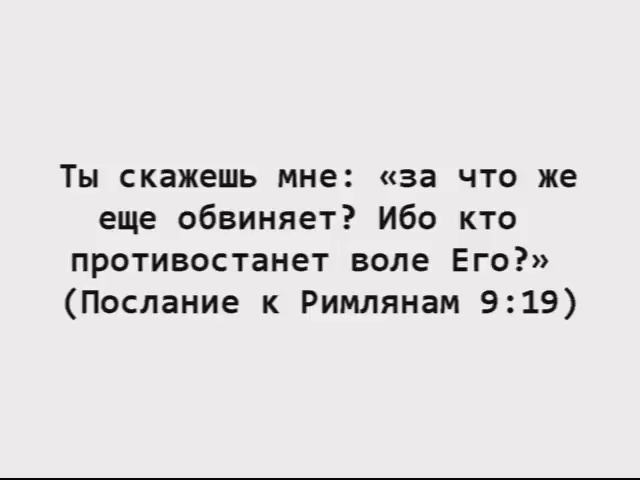 Ты скажешь мне: «за что же
еще обвиняет? Ибо кто
противостанет воле Его?»
(Послание к Римлянам 9:19)